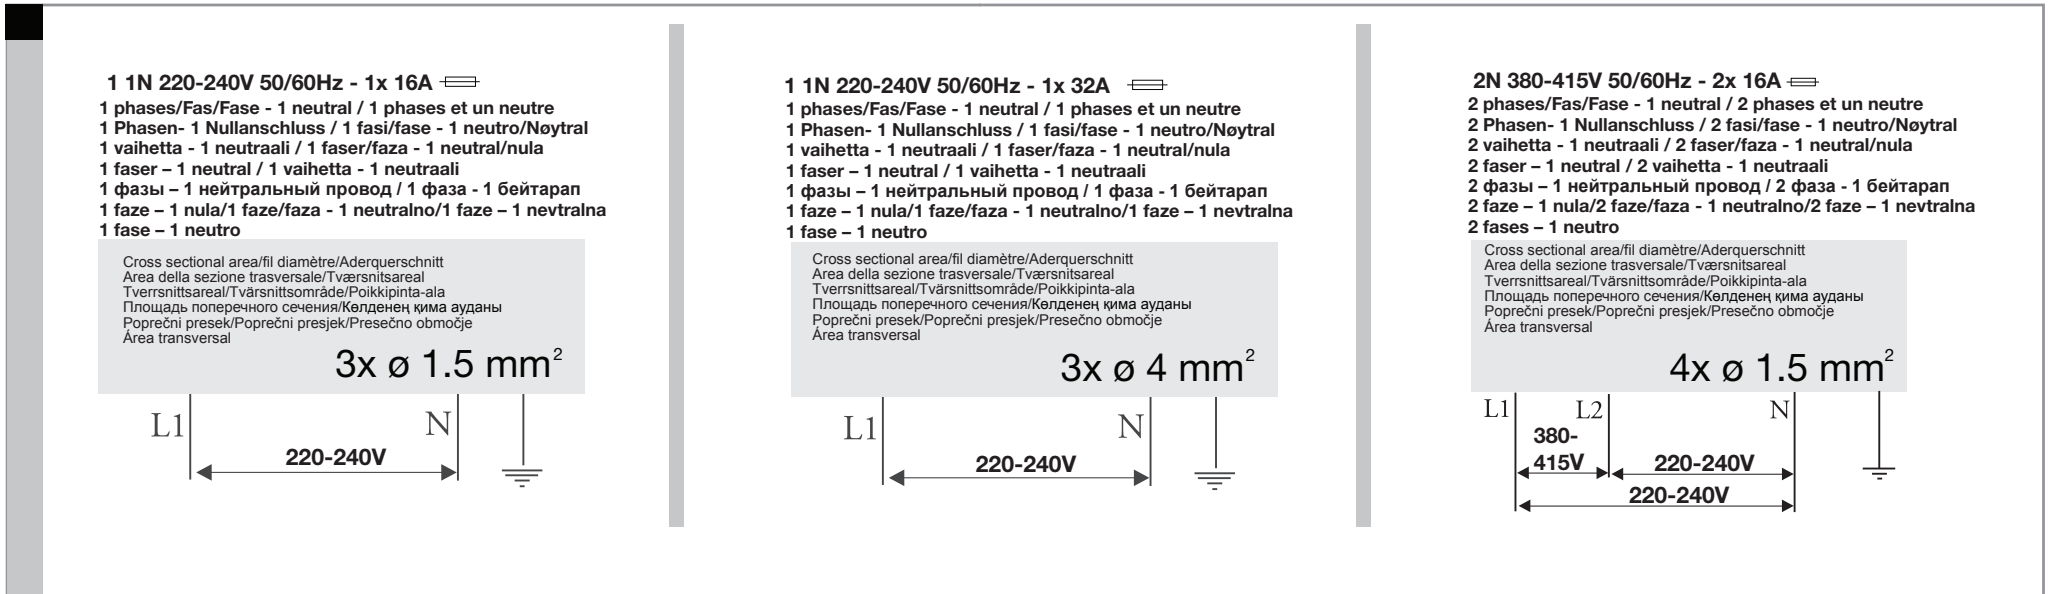 1 1N 220-240V 50/60Hz - 1x 16A
1 phases/Fas/Fase - 1 neutral / 1 phases et un neutre
1 Phasen- 1 Nullanschluss / 1 fasi/fase - 1 neutro/Nøytral
1 vaihetta - 1 neutraali / 1 faser/faza - 1 neutral/nula
1 faser – 1 neutral / 1 vaihetta - 1 neutraali
1 фазы – 1 нейтральный провод / 1 фаза - 1 бейтарап
1 faze – 1 nula/1 faze/faza - 1 neutralno/1 faze – 1 nevtralna
1 fase – 1 neutro
Cross sectional area/fil diamètre/Aderquerschnitt
Area della sezione trasversale/Tværsnitsareal
Tverrsnittsareal/Tvärsnittsområde/Poikkipinta-ala
Площадь поперечного сечения/Көлденең қима ауданы
Poprečni presek/Poprečni presjek/Presečno območje
Área transversal
3x ø 1.5 mm²
L1
N
220-240V
1 1N 220-240V 50/60Hz - 1x 32A
1 phases/Fas/Fase - 1 neutral / 1 phases et un neutre
1 Phasen- 1 Nullanschluss / 1 fasi/fase - 1 neutro/Nøytral
1 vaihetta - 1 neutraali / 1 faser/faza - 1 neutral/nula
1 faser – 1 neutral / 1 vaihetta - 1 neutraali
1 фазы – 1 нейтральный провод / 1 фаза - 1 бейтарап
1 faze – 1 nula/1 faze/faza - 1 neutralno/1 faze – 1 nevtralna
1 fase – 1 neutro
Cross sectional area/fil diamètre/Aderquerschnitt
Area della sezione trasversale/Tværsnitsareal
Tverrsnittsareal/Tvärsnittsområde/Poikkipinta-ala
Площадь поперечного сечения/Көлденең қима ауданы
Poprečni presek/Poprečni presjek/Presečno območje
Área transversal
3x ø 4 mm²
L1
N
220-240V
2N 380-415V 50/60Hz - 2x 16A
2 phases/Fas/Fase - 1 neutral / 2 phases et un neutre
2 Phasen- 1 Nullanschluss / 2 fasi/fase - 1 neutro/Nøytral
2 vaihetta - 1 neutraali / 2 faser/faza - 1 neutral/nula
2 faser – 1 neutral / 2 vaihetta - 1 neutraali
2 фазы – 1 нейтральный провод / 2 фаза - 1 бейтарап
2 faze – 1 nula/2 faze/faza - 1 neutralno/2 faze – 1 nevtralna
2 fases – 1 neutro
Cross sectional area/fil diamètre/Aderquerschnitt
Area della sezione trasversale/Tværsnitsareal
Tverrsnittsareal/Tvärsnittsområde/Poikkipinta-ala
Площадь поперечного сечения/Көлденең қима ауданы
Poprečni presek/Poprečni presjek/Presečno območje
Área transversal
4x ø 1.5 mm²
L1
L2
N
380-
415V
220-240V
220-240V